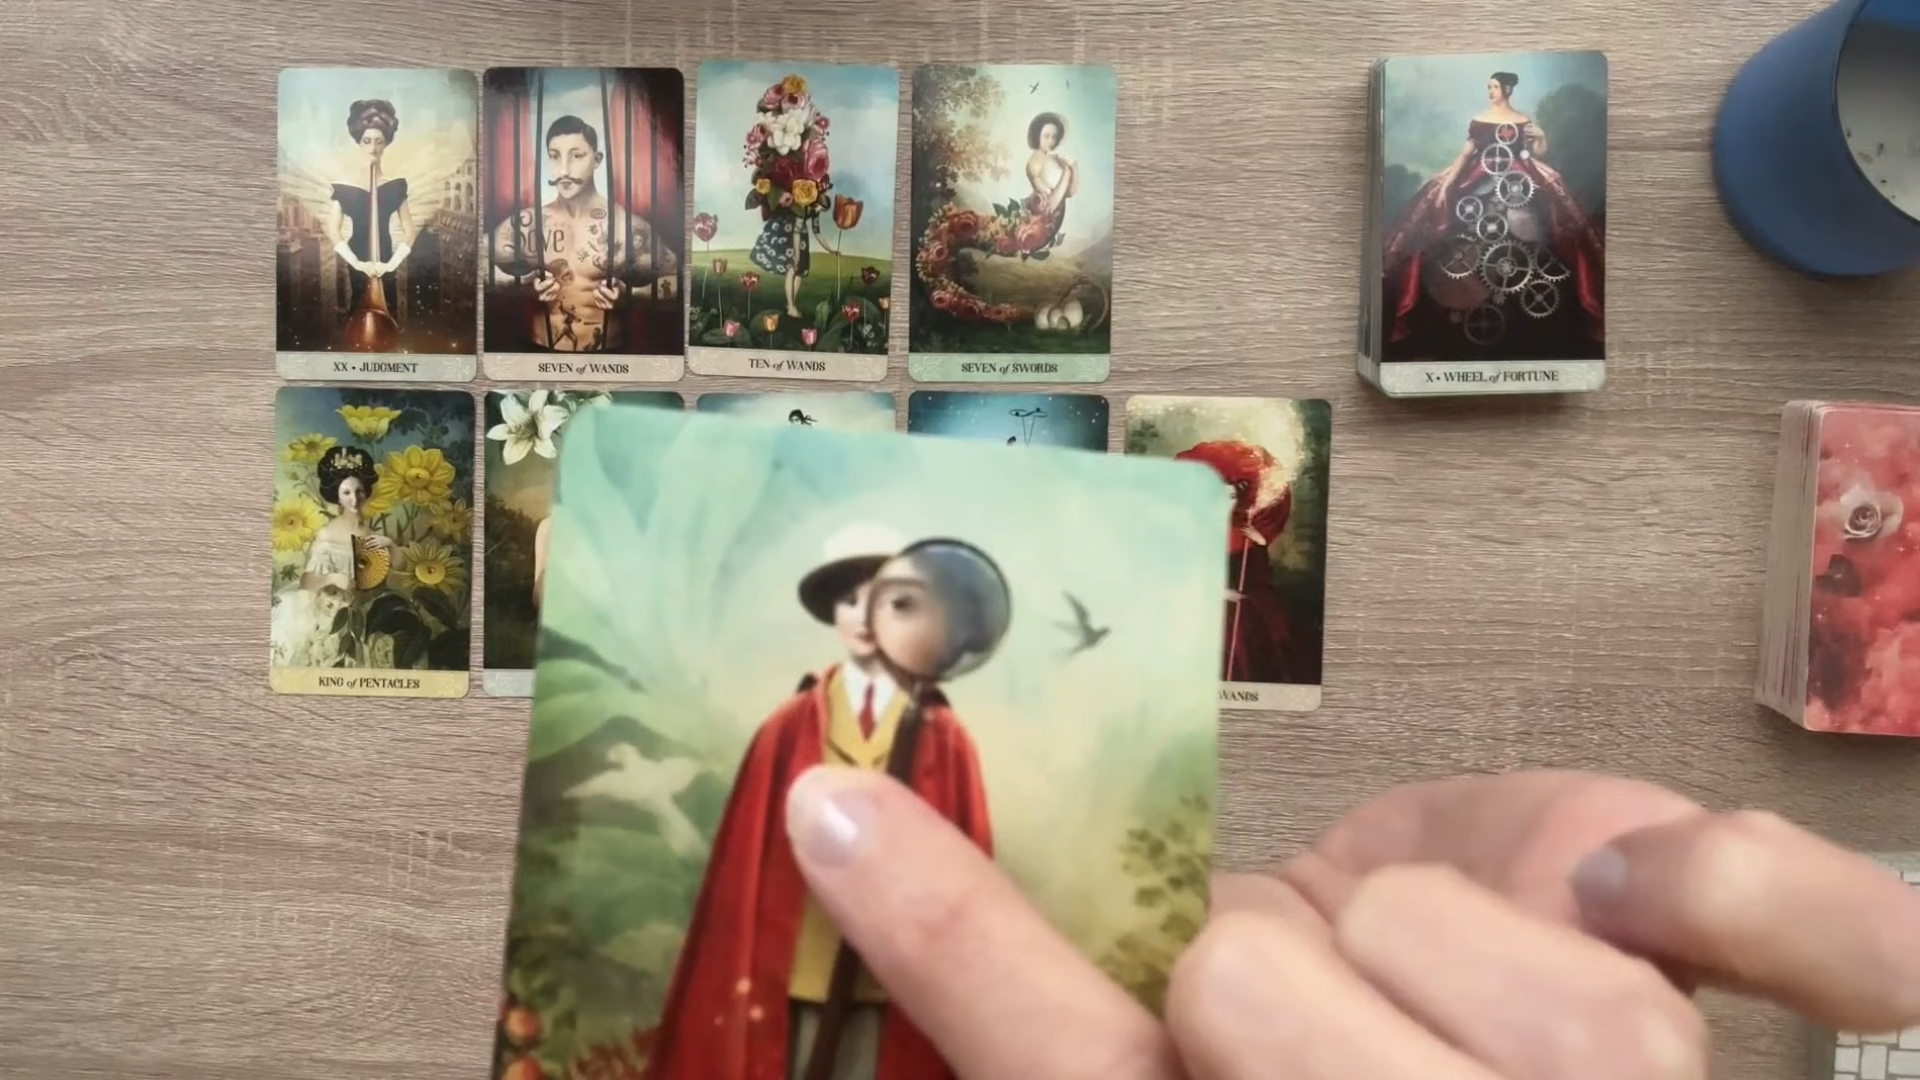 XX • JUDGMENT
SEVEN of WANDS
TEN of WANDS
SEVEN of SWORDS
X • WHEEL of FORTUNE
Love
KING of PENTACLES
WANDS